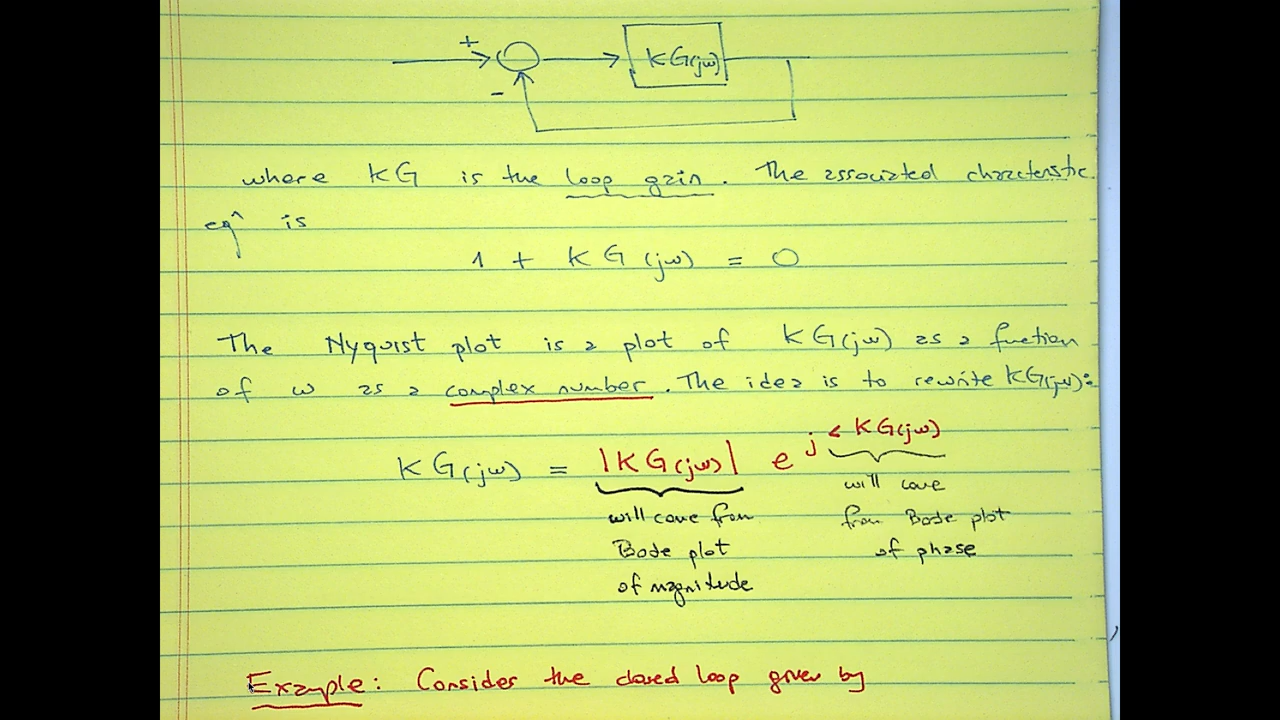 +
KG(jω)
-
where KG is the loop gain. The associated characteristic
eq^n is
1 + KG(jω) = 0
The Nyquist plot is a plot of KG(jω) as a fuction
of ω as a complex number. The idea is to rewrite KG(jω):
KG(jω) = |KG(jω)| e^{j∠KG(jω)}
will come from will come
Bode plot from Bode plot
of magnitude of phase
Example: Consider the closed loop given by